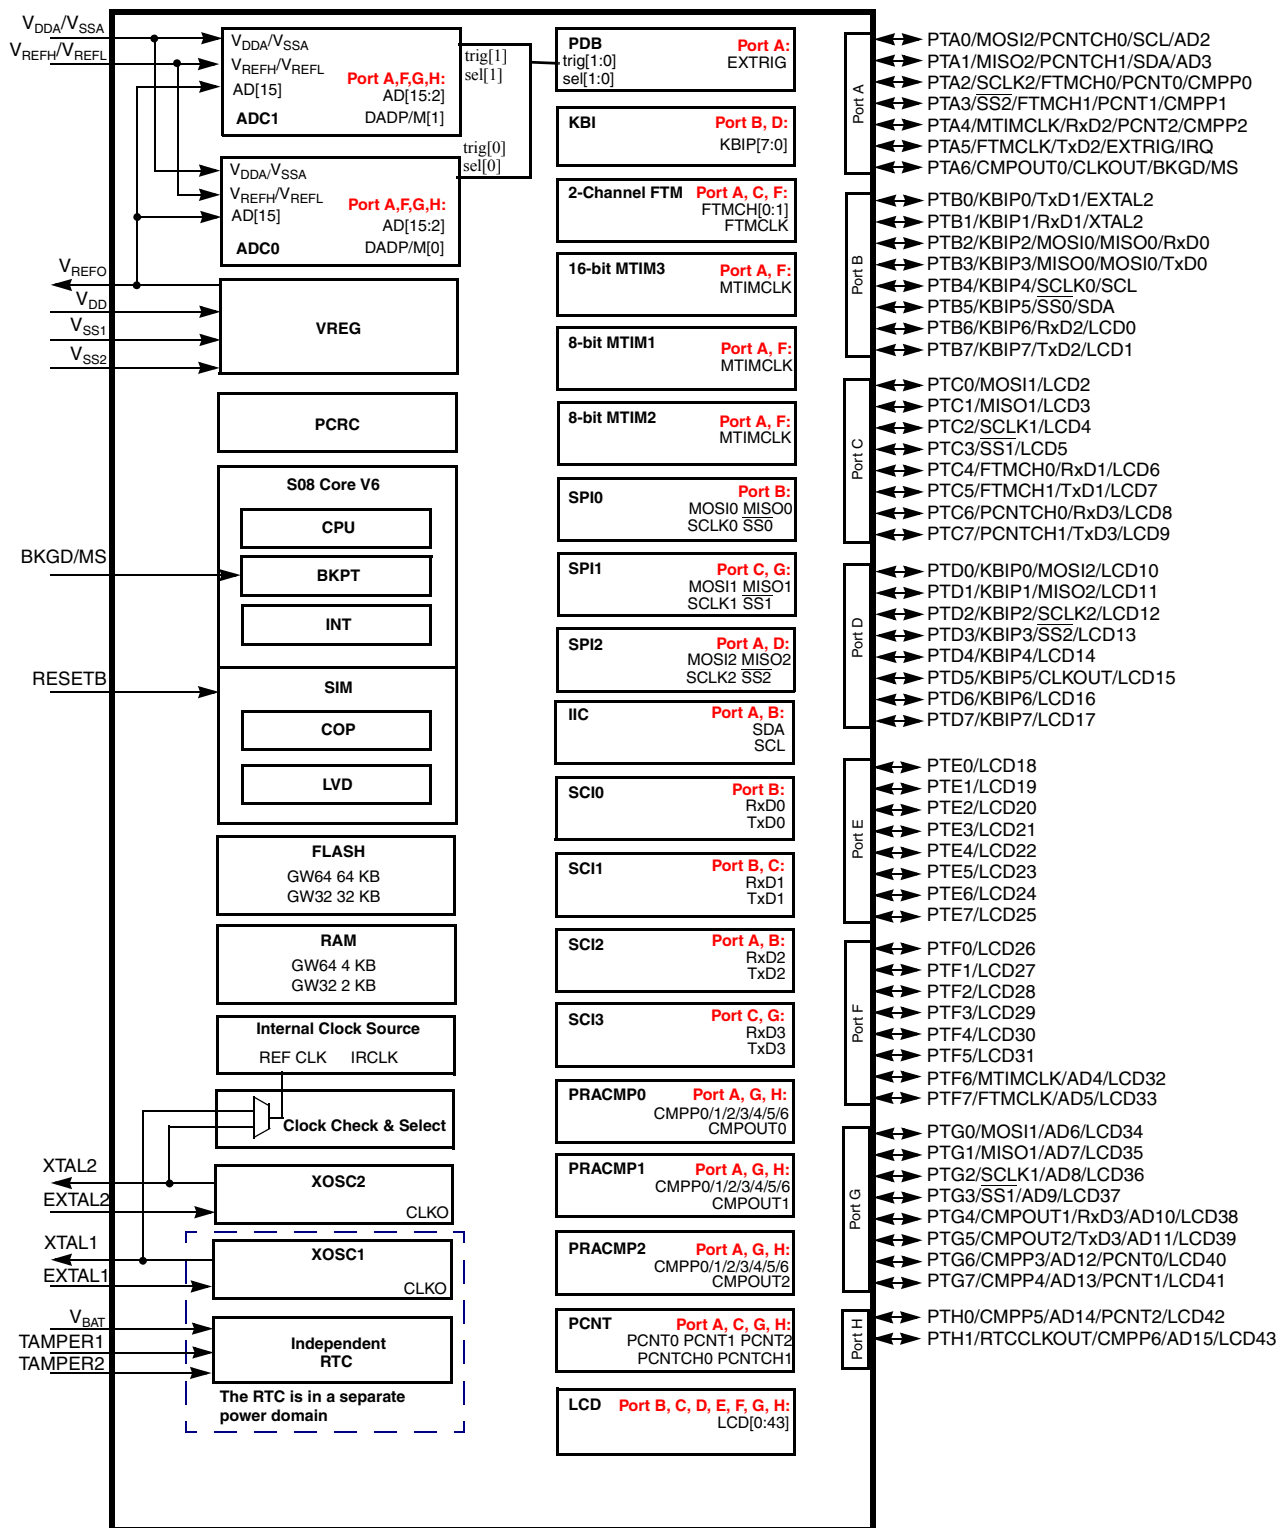 V_DDA/V_SSA
V_REFH/V_REFL
V_DDA/V_SSA
V_REFH/V_REFL
AD[15]
ADC1
Port A,F,G,H:
AD[15:2]
DADP/M[1]
trig[1]
sel[1]
V_DDA/V_SSA
V_REFH/V_REFL
AD[15]
ADC0
Port A,F,G,H:
AD[15:2]
DADP/M[0]
trig[0]
sel[0]
V_REFO
V_DD
V_SS1
V_SS2
VREG
PCRC
S08 Core V6
CPU
BKGD/MS
BKPT
INT
RESETB
SIM
COP
LVD
FLASH
GW64 64 KB
GW32 32 KB
RAM
GW64 4 KB
GW32 2 KB
Internal Clock Source
REF CLK IRCLK
Clock Check & Select
XTAL2
EXTAL2
XOSC2
CLKO
XTAL1
EXTAL1
XOSC1
CLKO
V_BAT
TAMPER1
TAMPER2
Independent
RTC
The RTC is in a separate
power domain
PDB Port A:
trig[1:0] EXTRIG
sel[1:0]
KBI Port B, D:
KBIP[7:0]
2-Channel FTM Port A, C, F:
FTMCH[0:1]
FTMCLK
16-bit MTIM3 Port A, F:
MTIMCLK
8-bit MTIM1 Port A, F:
MTIMCLK
8-bit MTIM2 Port A, F:
MTIMCLK
SPI0 Port B:
MOSI0 MISO0
SCLK0 SS0
SPI1 Port C, G:
MOSI1 MISO1
SCLK1 SS1
SPI2 Port A, D:
MOSI2 MISO2
SCLK2 SS2
IIC Port A, B:
SDA
SCL
SCI0 Port B:
RxD0
TxD0
SCI1 Port B, C:
RxD1
TxD1
SCI2 Port A, B:
RxD2
TxD2
SCI3 Port C, G:
RxD3
TxD3
PRACMP0 Port A, G, H:
CMPP0/1/2/3/4/5/6
CMPOUT0
PRACMP1 Port A, G, H:
CMPP0/1/2/3/4/5/6
CMPOUT1
PRACMP2 Port A, G, H:
CMPP0/1/2/3/4/5/6
CMPOUT2
PCNT Port A, C, G, H:
PCNT0 PCNT1 PCNT2
PCNTCH0 PCNTCH1
LCD Port B, C, D, E, F, G, H:
LCD[0:43]
Port A
PTA0/MOSI2/PCNTCH0/SCL/AD2
PTA1/MISO2/PCNTCH1/SDA/AD3
PTA2/SCLK2/FTMCH0/PCNT0/CMPP0
PTA3/SS2/FTMCH1/PCNT1/CMPP1
PTA4/MTIMCLK/RxD2/PCNT2/CMPP2
PTA5/FTMCLK/TxD2/EXTRIG/IRQ
PTA6/CMPOUT0/CLKOUT/BKGD/MS
Port B
PTB0/KBIP0/TxD1/EXTAL2
PTB1/KBIP1/RxD1/XTAL2
PTB2/KBIP2/MOSI0/MISO0/RxD0
PTB3/KBIP3/MISO0/MOSI0/TxD0
PTB4/KBIP4/SCLK0/SCL
PTB5/KBIP5/SS0/SDA
PTB6/KBIP6/RxD2/LCD0
PTB7/KBIP7/TxD2/LCD1
Port C
PTC0/MOSI1/LCD2
PTC1/MISO1/LCD3
PTC2/SCLK1/LCD4
PTC3/SS1/LCD5
PTC4/FTMCH0/RxD1/LCD6
PTC5/FTMCH1/TxD1/LCD7
PTC6/PCNTCH0/RxD3/LCD8
PTC7/PCNTCH1/TxD3/LCD9
Port D
PTD0/KBIP0/MOSI2/LCD10
PTD1/KBIP1/MISO2/LCD11
PTD2/KBIP2/SCLK2/LCD12
PTD3/KBIP3/SS2/LCD13
PTD4/KBIP4/LCD14
PTD5/KBIP5/CLKOUT/LCD15
PTD6/KBIP6/LCD16
PTD7/KBIP7/LCD17
Port E
PTE0/LCD18
PTE1/LCD19
PTE2/LCD20
PTE3/LCD21
PTE4/LCD22
PTE5/LCD23
PTE6/LCD24
PTE7/LCD25
Port F
PTF0/LCD26
PTF1/LCD27
PTF2/LCD28
PTF3/LCD29
PTF4/LCD30
PTF5/LCD31
PTF6/MTIMCLK/AD4/LCD32
PTF7/FTMCLK/AD5/LCD33
Port G
PTG0/MOSI1/AD6/LCD34
PTG1/MISO1/AD7/LCD35
PTG2/SCLK1/AD8/LCD36
PTG3/SS1/AD9/LCD37
PTG4/CMPOUT1/RxD3/AD10/LCD38
PTG5/CMPOUT2/TxD3/AD11/LCD39
PTG6/CMPP3/AD12/PCNT0/LCD40
PTG7/CMPP4/AD13/PCNT1/LCD41
Port H
PTH0/CMPP5/AD14/PCNT2/LCD42
PTH1/RTCCLKOUT/CMPP6/AD15/LCD43